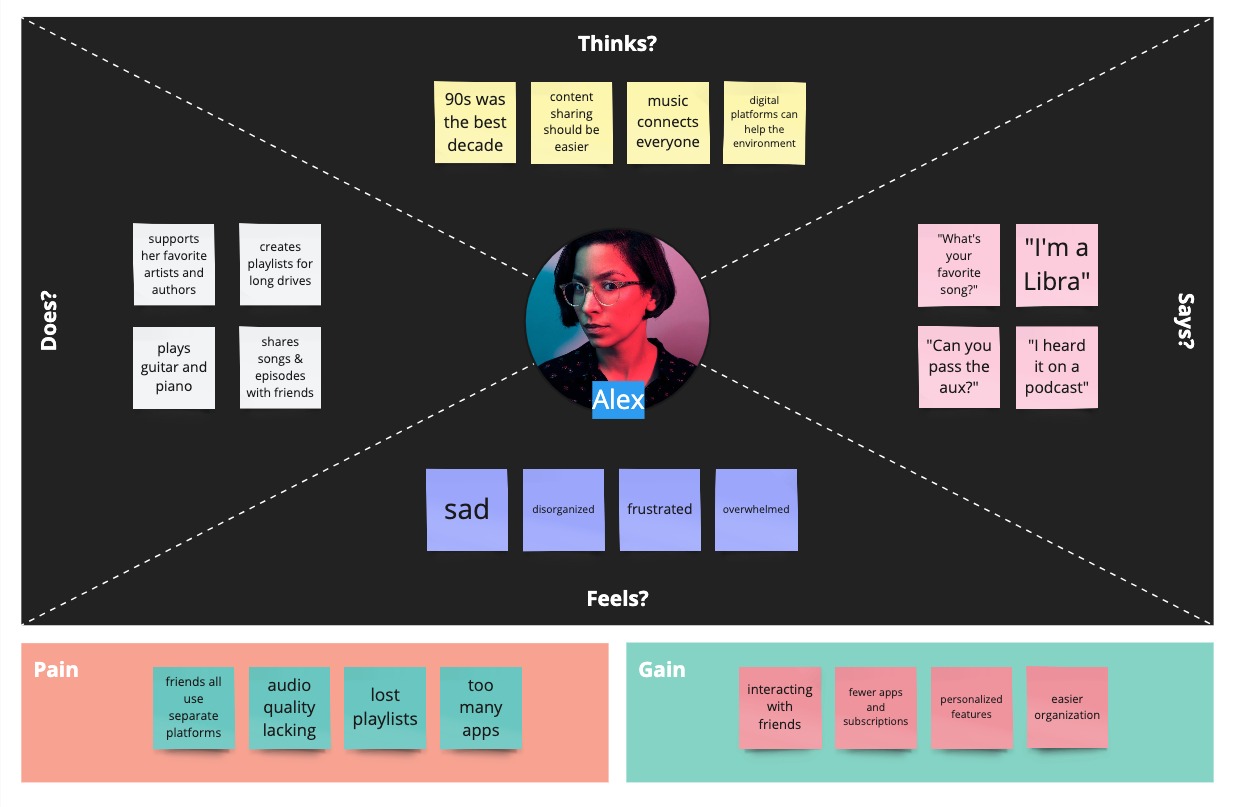 Thinks?
90s was
the best
decade
content
sharing
should be
easier
music
connects
everyone
digital
platforms can
help the
environment
Does?
supports
her favorite
artists and
authors
creates
playlists for
long drives
plays
guitar and
piano
shares
songs &
episodes
with friends
Alex
Says?
"What's
your
favorite
song?"
"I'm a
Libra"
"Can you
pass the
aux?"
"I heard
it on a
podcast"
sad
disorganized
frustrated
overwhelmed
Feels?
Pain
friends all
use
separate
platforms
audio
quality
lacking
lost
playlists
too
many
apps
Gain
interacting
with
friends
fewer apps
and
subscriptions
personalized
features
easier
organization